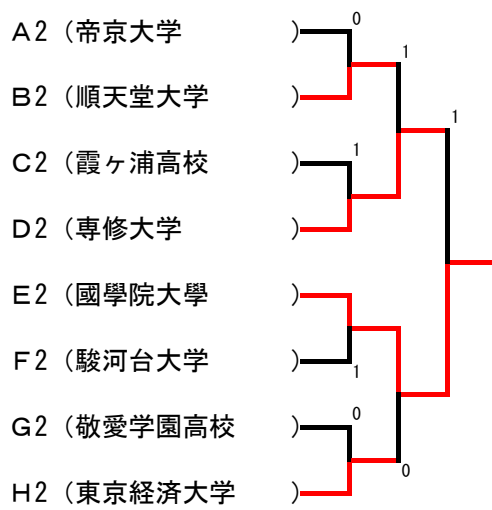 A2(帝京大学 )
0
1
B2(順天堂大学 )
1
C2(霞ヶ浦高校 )
1
D2(専修大学 )
E2(國學院大學 )
F2(駿河台大学 )
1
G2(敬愛学園高校 )
0
0
H2(東京経済大学 )